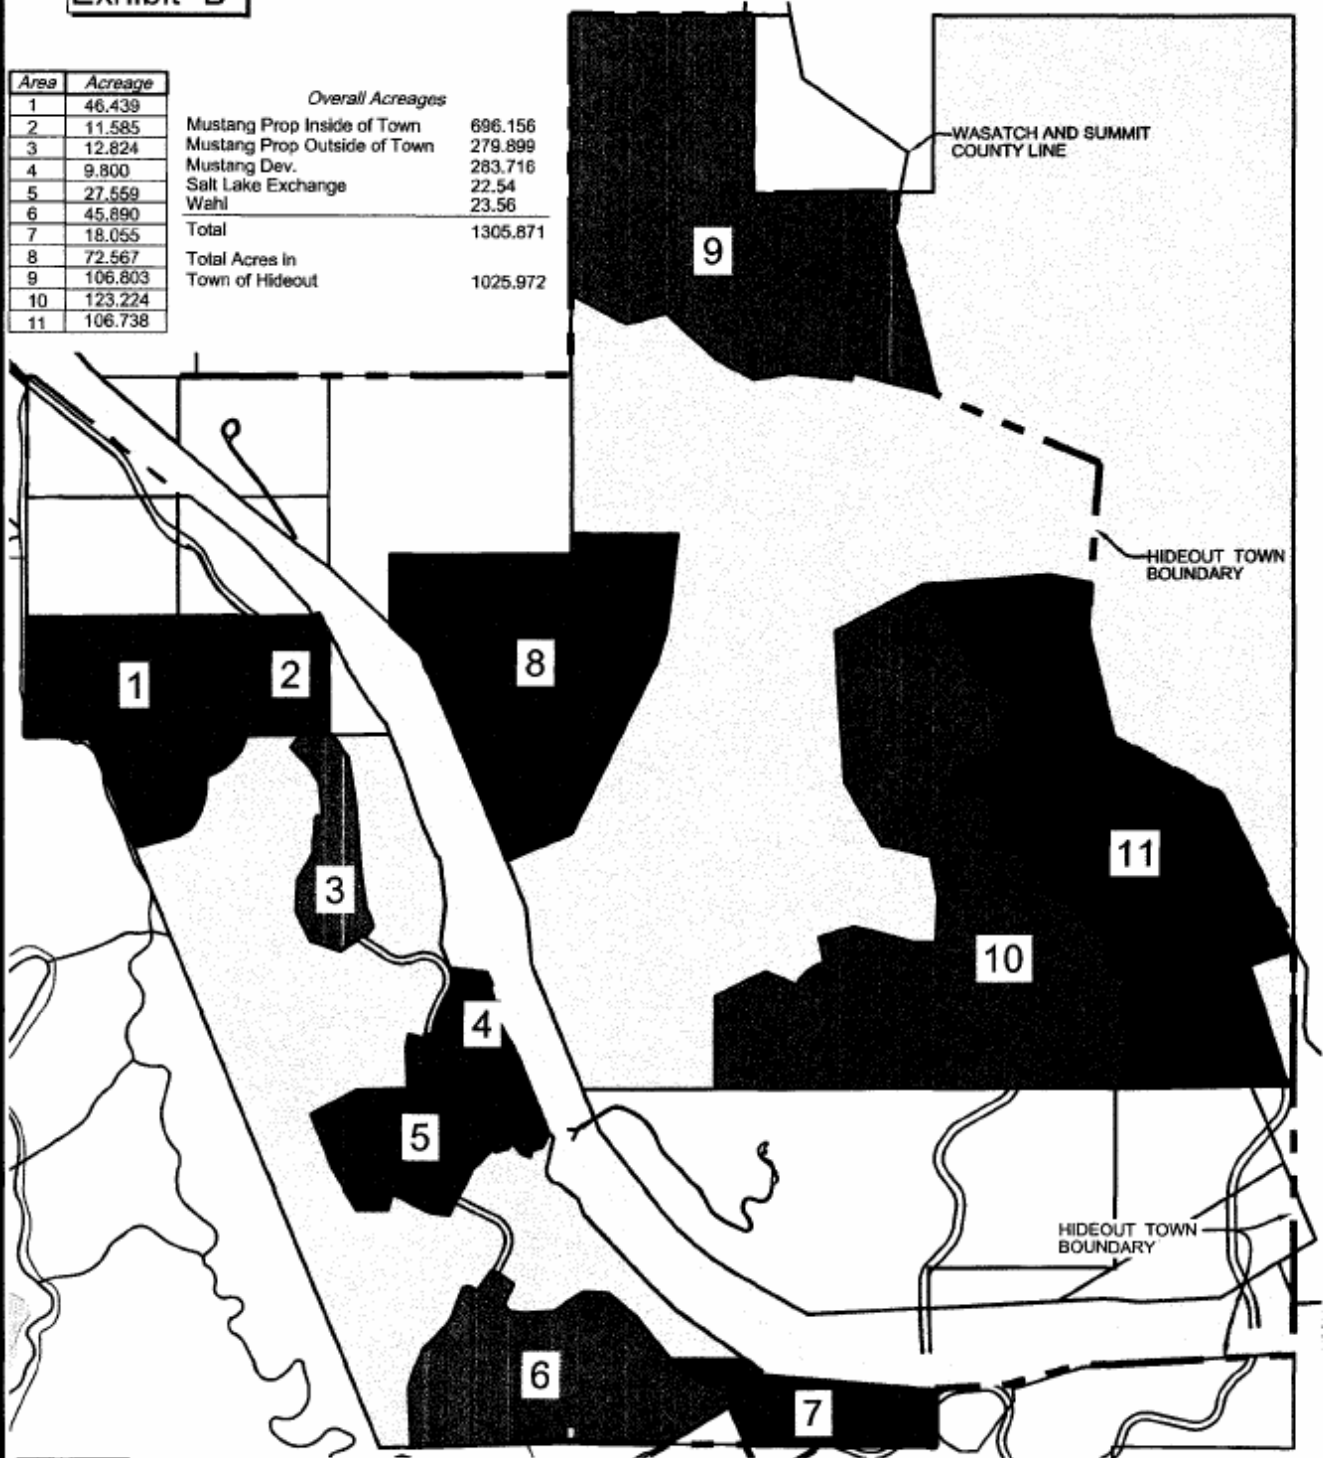 Exhibit "B"
Area Acreage
1 46.439
2 11.585
3 12.824
4 9.800
5 27.559
6 45.890
7 18.055
8 72.567
9 106.803
10 123.224
11 106.738
Overall Acreages
Mustang Prop Inside of Town 696.156
Mustang Prop Outside of Town 279.899
Mustang Dev. 283.716
Salt Lake Exchange 22.54
Wahl 23.56
Total 1305.871
Total Acres in
Town of Hideout 1025.972
WASATCH AND SUMMIT
COUNTY LINE
9
HIDEOUT TOWN
BOUNDARY
8
1
2
11
3
10
4
5
HIDEOUT TOWN
BOUNDARY
6
7